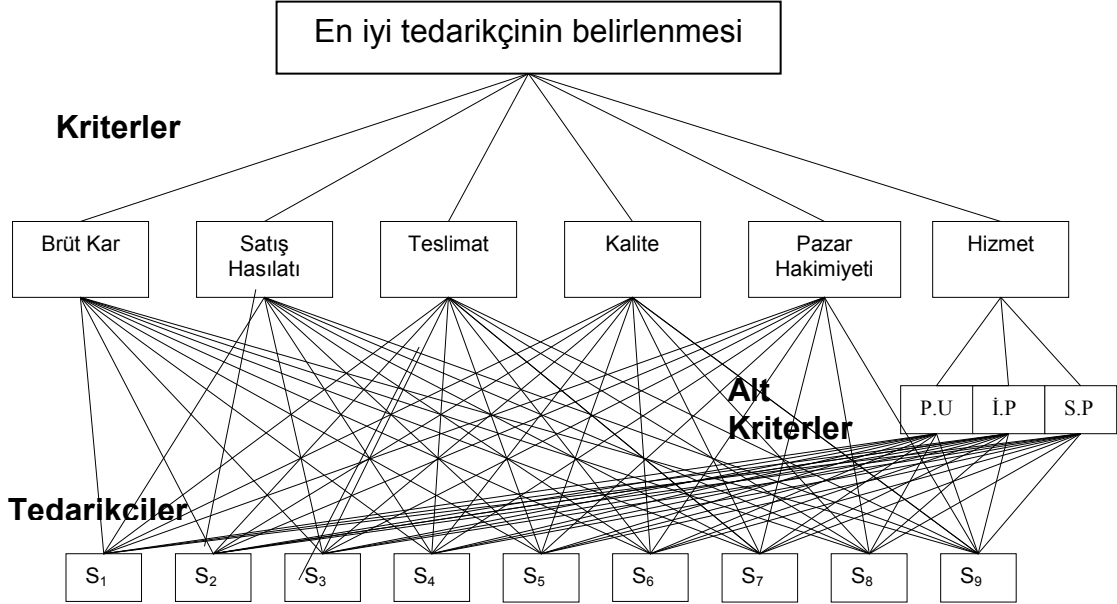 En iyi tedarikçinin belirlenmesi
Kriterler
Brüt Kar
Satış
Hasılatı
Teslimat
Kalite
Pazar
Hakimiyeti
Hizmet
Alt
Kriterler
P.U
İ.P
S.P
Tedarikciler
S₁
S₂
S₃
S₄
S₅
S₆
S₇
S₈
S₉